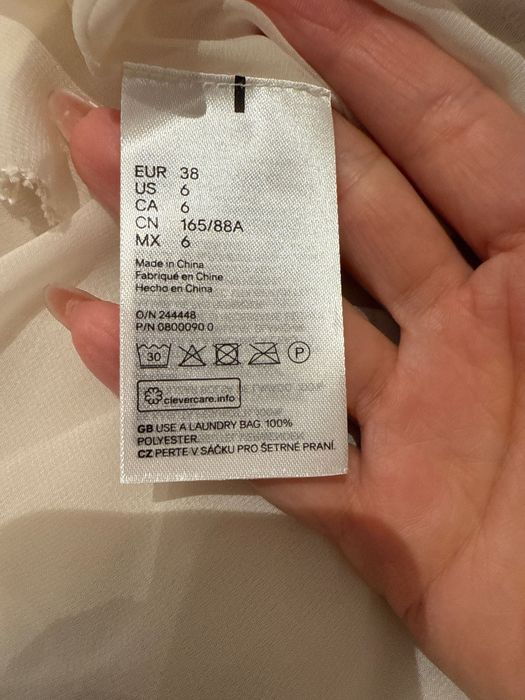 EUR 38
US 6
CA 6
CN 165/88A
MX 6
Made in China
Fabriqué en Chine
Hecho en China
O/N 244448
P/N 0800090 0
30
P
clevercare.info
GB USE A LAUNDRY BAG. 100%
POLYESTER.
CZ PERTE V SÁČKU PRO ŠETRNÉ PRANÍ.